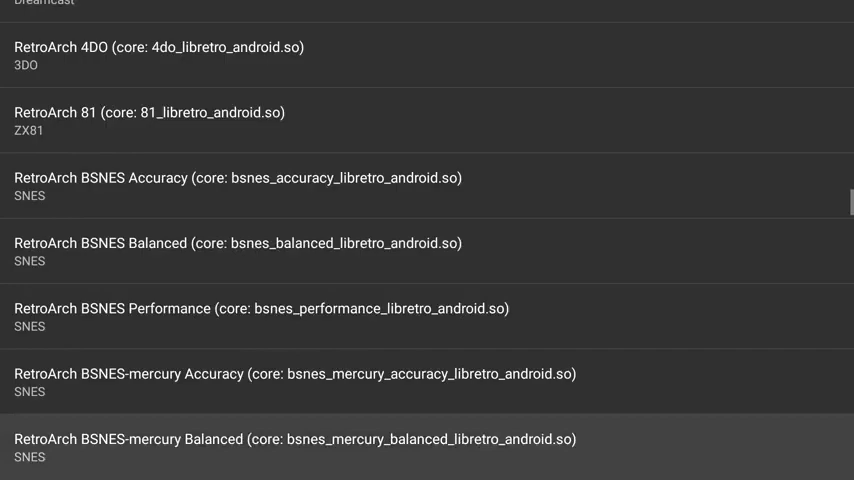 Dreamcast
RetroArch 4DO (core: 4do_libretro_android.so)
3DO
RetroArch 81 (core: 81_libretro_android.so)
ZX81
RetroArch BSNES Accuracy (core: bsnes_accuracy_libretro_android.so)
SNES
RetroArch BSNES Balanced (core: bsnes_balanced_libretro_android.so)
SNES
RetroArch BSNES Performance (core: bsnes_performance_libretro_android.so)
SNES
RetroArch BSNES-mercury Accuracy (core: bsnes_mercury_accuracy_libretro_android.so)
SNES
RetroArch BSNES-mercury Balanced (core: bsnes_mercury_balanced_libretro_android.so)
SNES